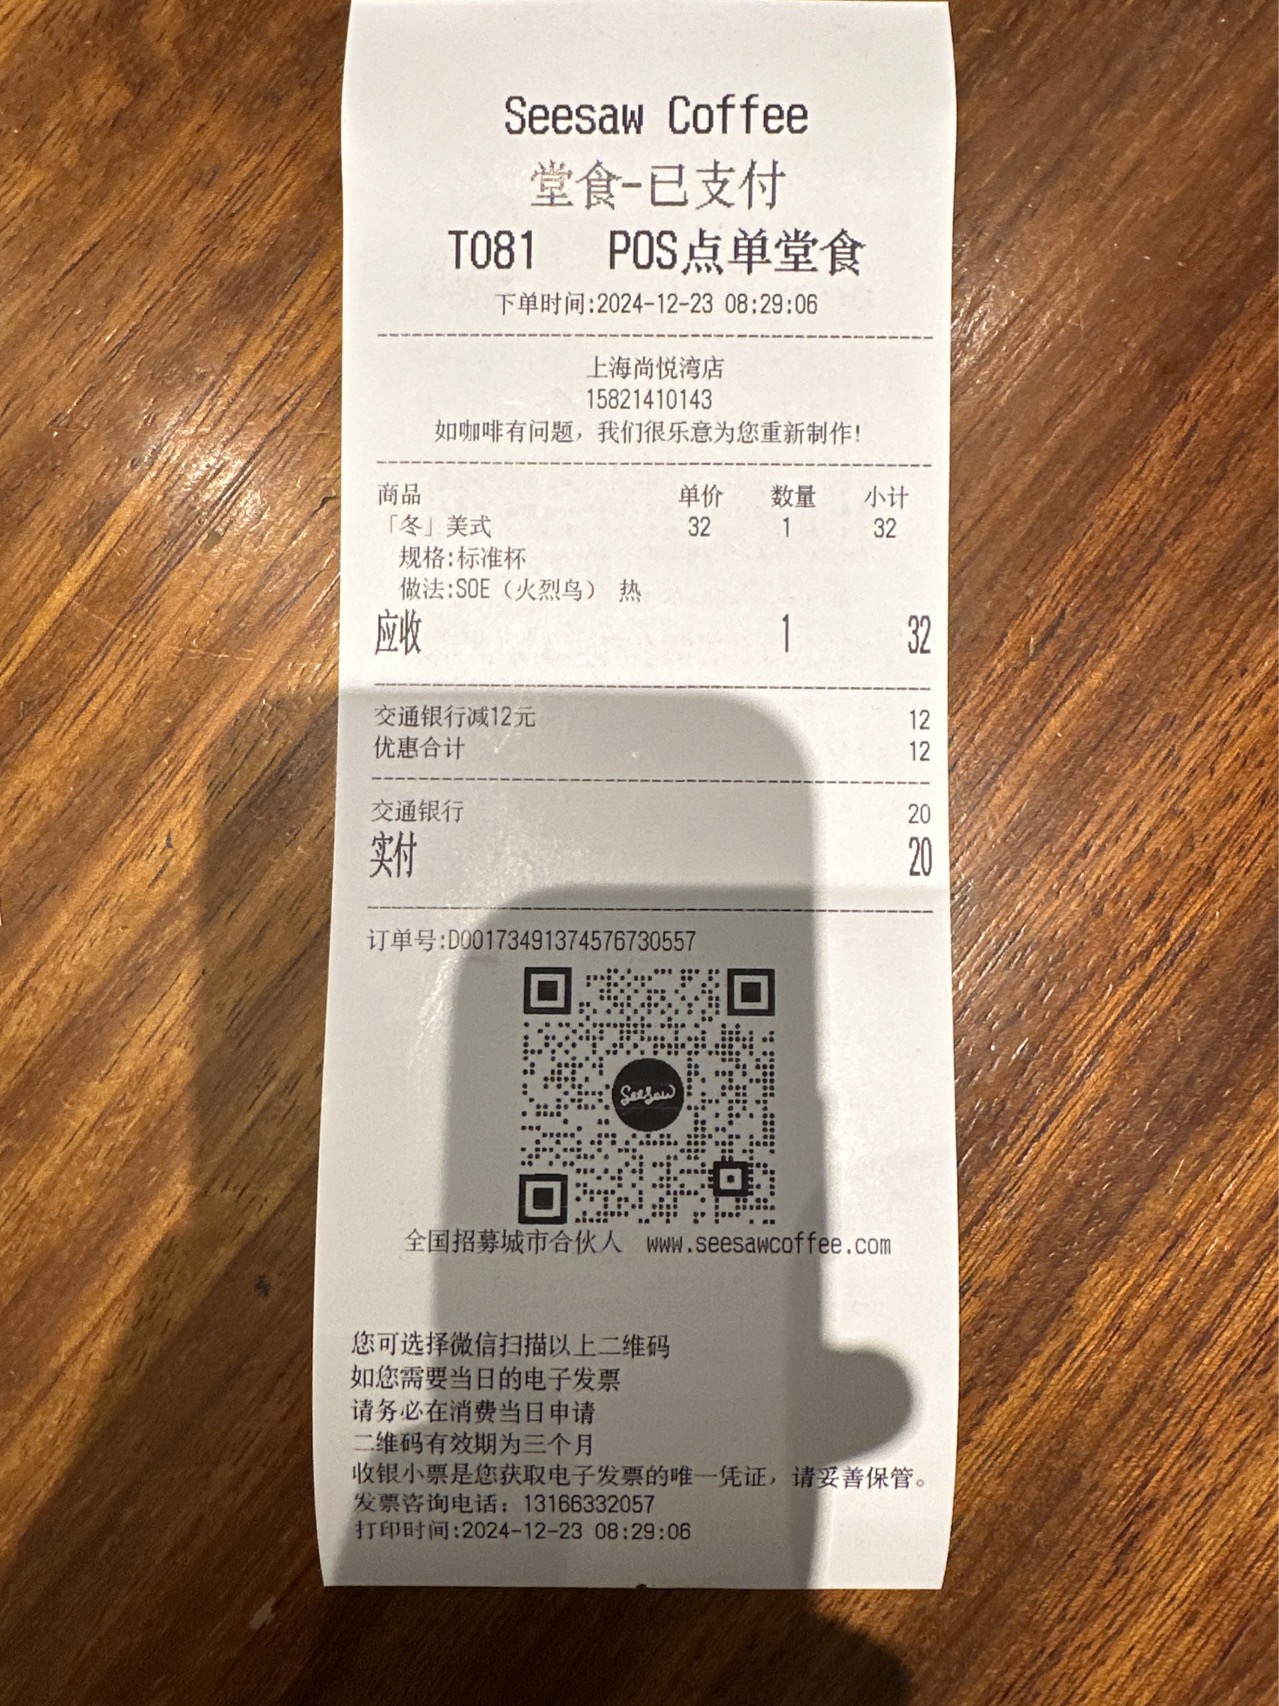 Seesaw Coffee
堂食-已支付
T081 POS点单堂食
下单时间:2024-12-23 08:29:06
上海尚悦湾店
15821410143
如咖啡有问题，我们很乐意为您重新制作!
商品 单价 数量 小计
「冬」美式 32 1 32
规格:标准杯
做法:SOE（火烈鸟） 热
应收 1 32
交通银行减12元 12
优惠合计 12
交通银行 20
实付 20
订单号:D001734913745767 30557
SeeSaw
全国招募城市合伙人 www.seesawcoffee.com
您可选择微信扫描以上二维码
如您需要当日的电子发票
请务必在消费当日申请
二维码有效期为三个月
收银小票是您获取电子发票的唯一凭证，请妥善保管。
发票咨询电话：13166332057
打印时间:2024-12-23 08:29:06